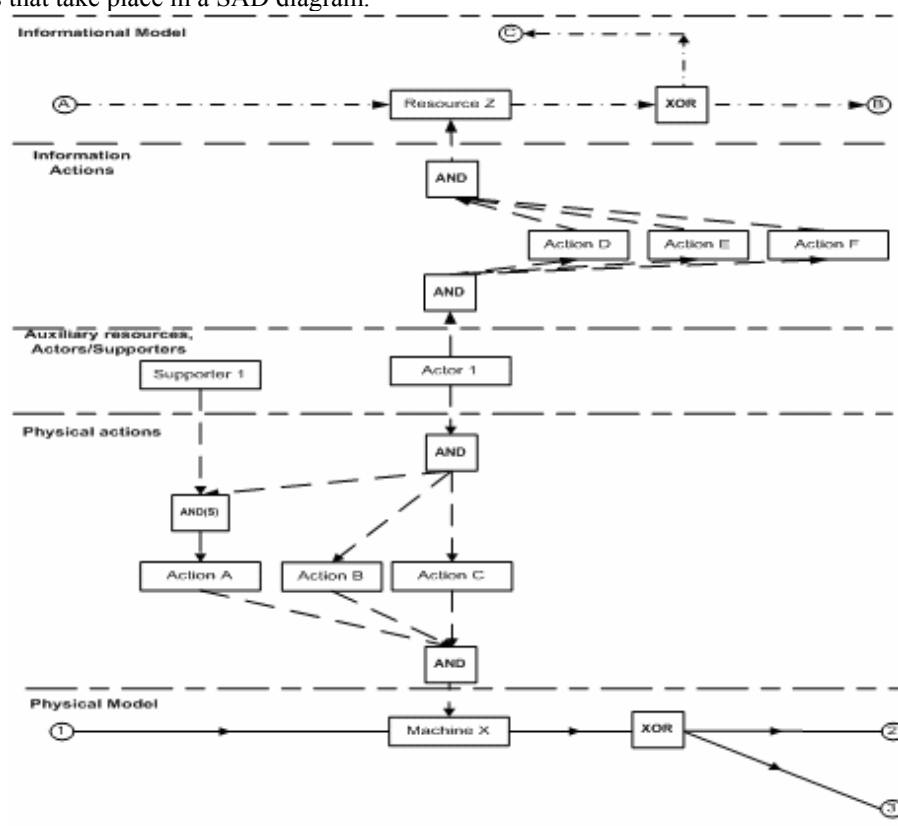 s that take place in a SAD diagram.
Informational Model
C
A
Resource Z
XOR
B
Information
Actions
AND
Action D
Action E
Action F
AND
Auxiliary resources,
Actors/Supporters
Supporter 1
Actor 1
Physical actions
AND
AND(S)
Action A
Action B
Action C
AND
Physical Model
1
Machine X
XOR
2
3